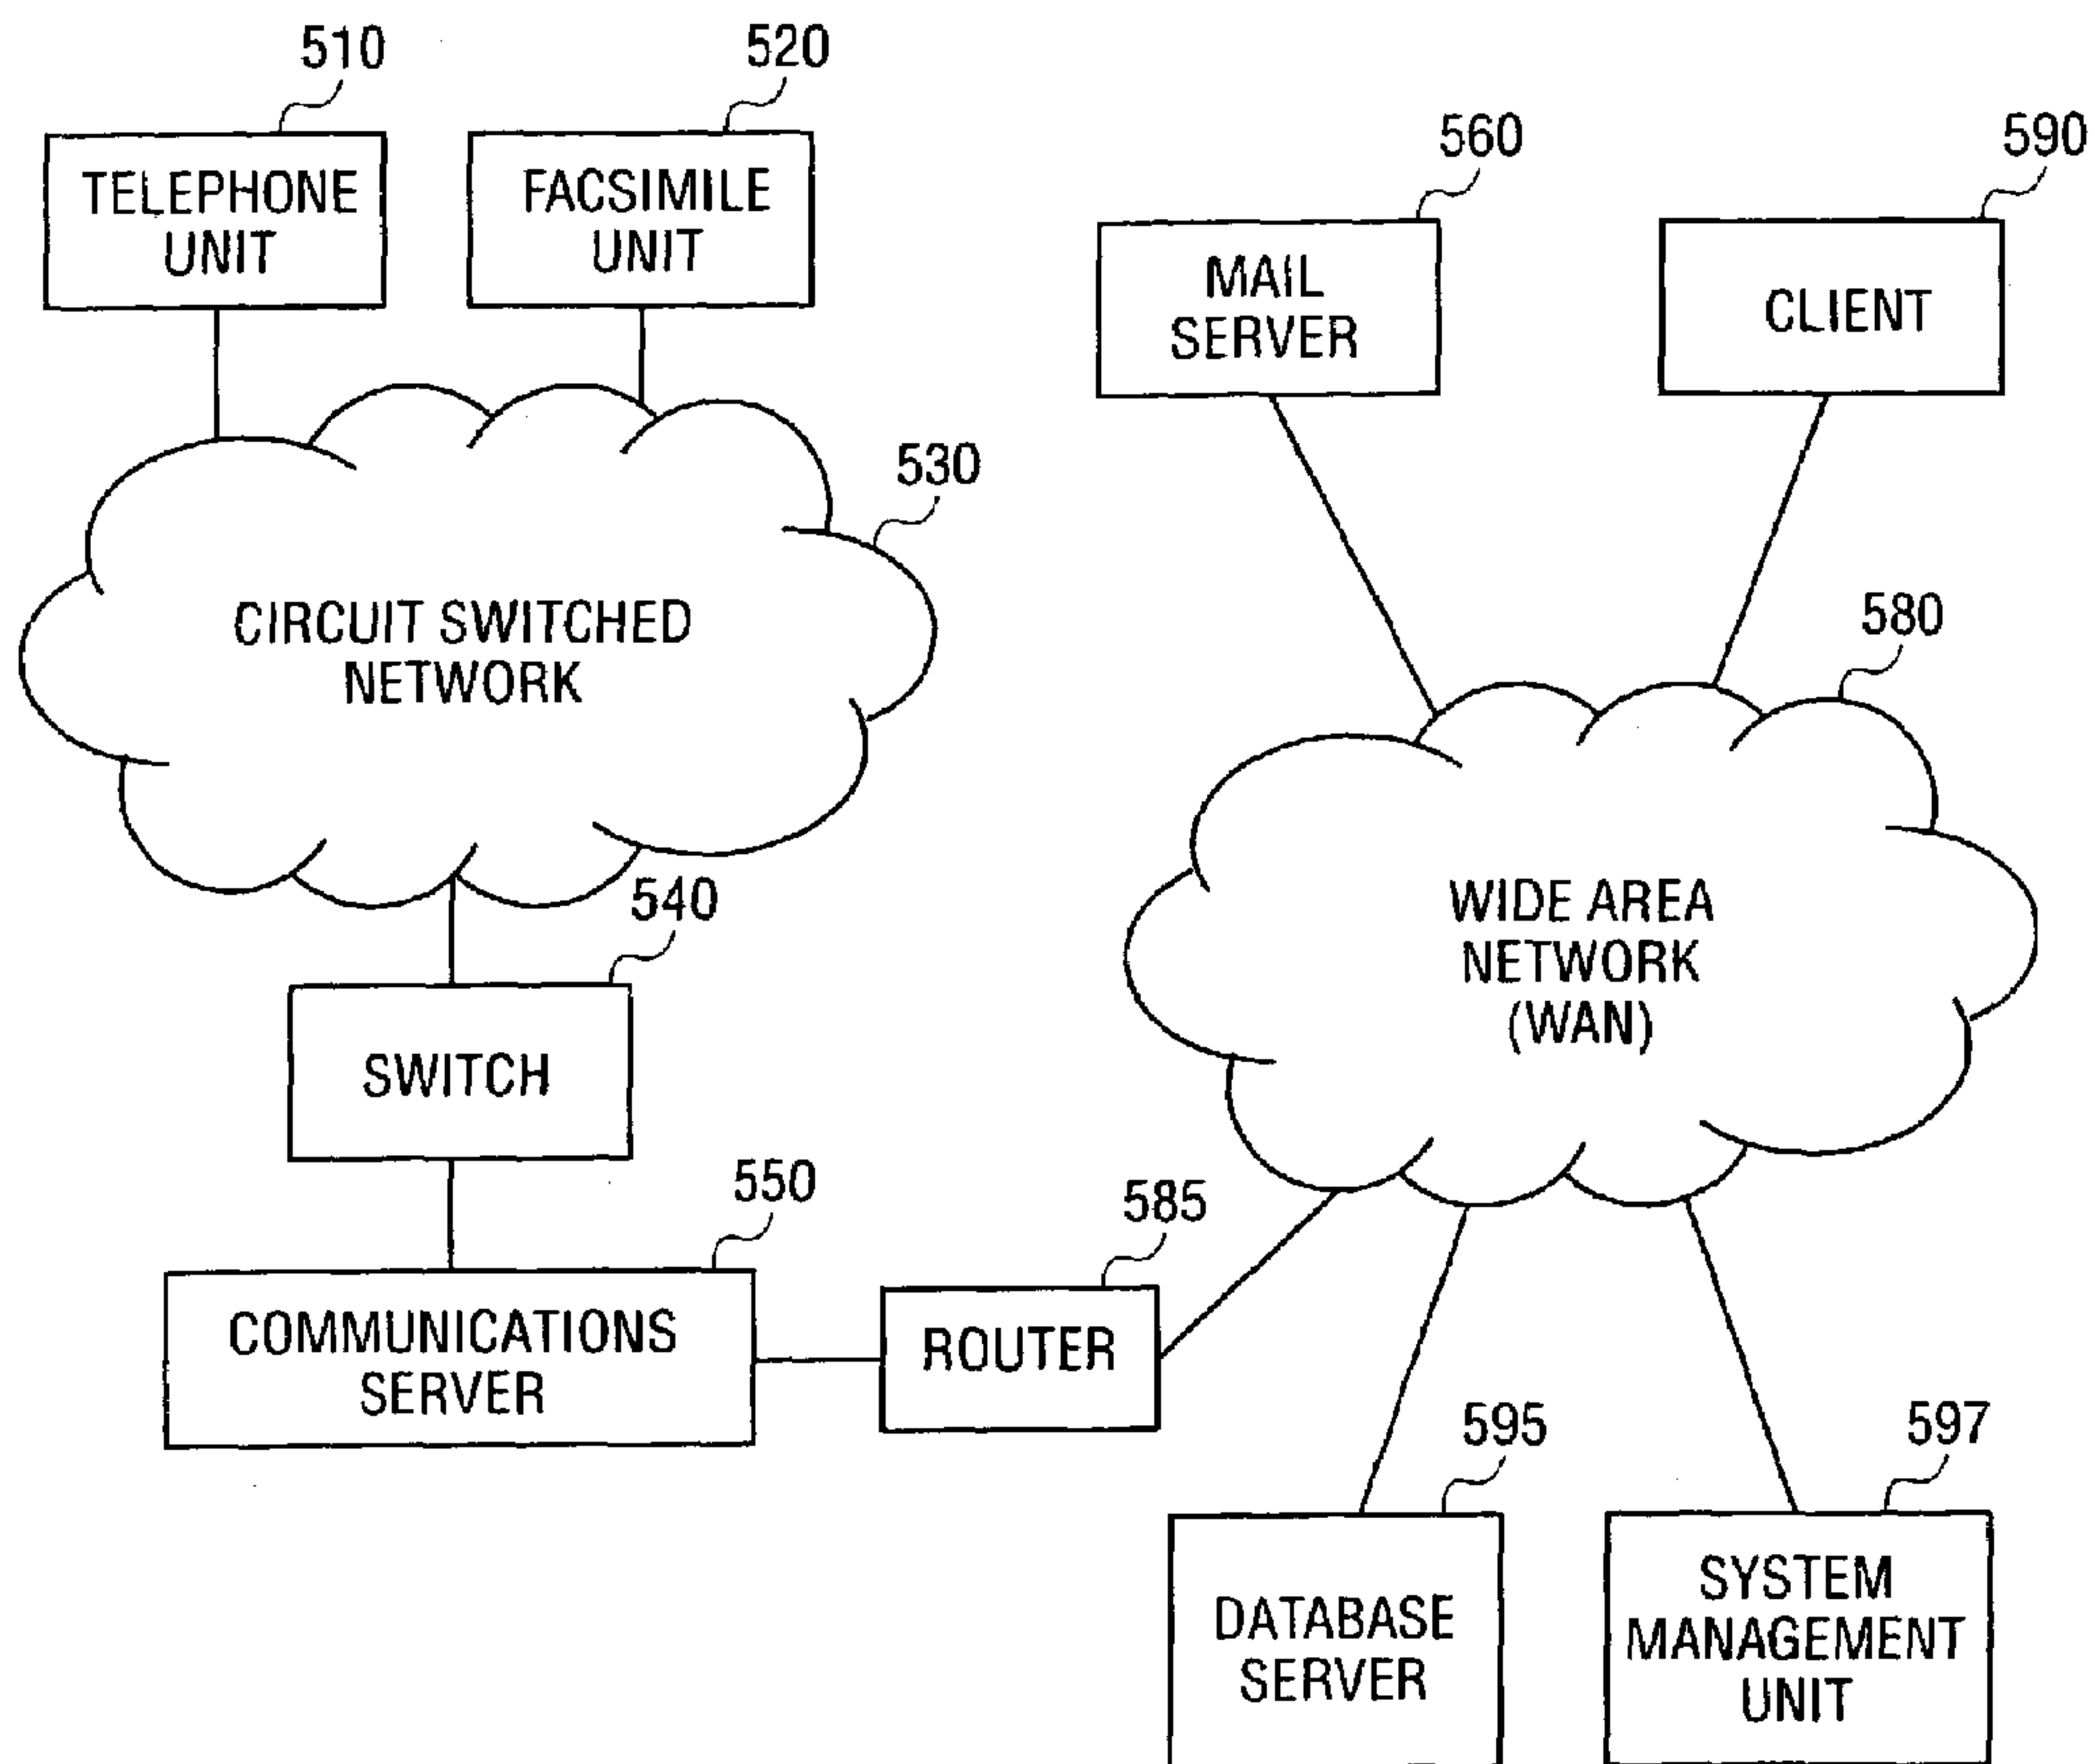 510
520
TELEPHONE
UNIT
FACSIMILE
UNIT
560
590
MAIL
SERVER
CLIENT
530
CIRCUIT SWITCHED
NETWORK
580
WIDE AREA
NETWORK
(WAN)
540
SWITCH
550
COMMUNICATIONS
SERVER
585
ROUTER
595
597
DATABASE
SERVER
SYSTEM
MANAGEMENT
UNIT